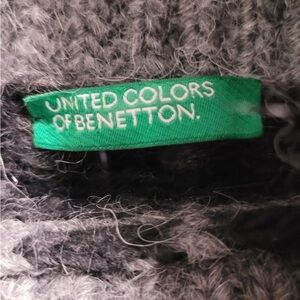 UNITED COLORS
OF BENETTON.